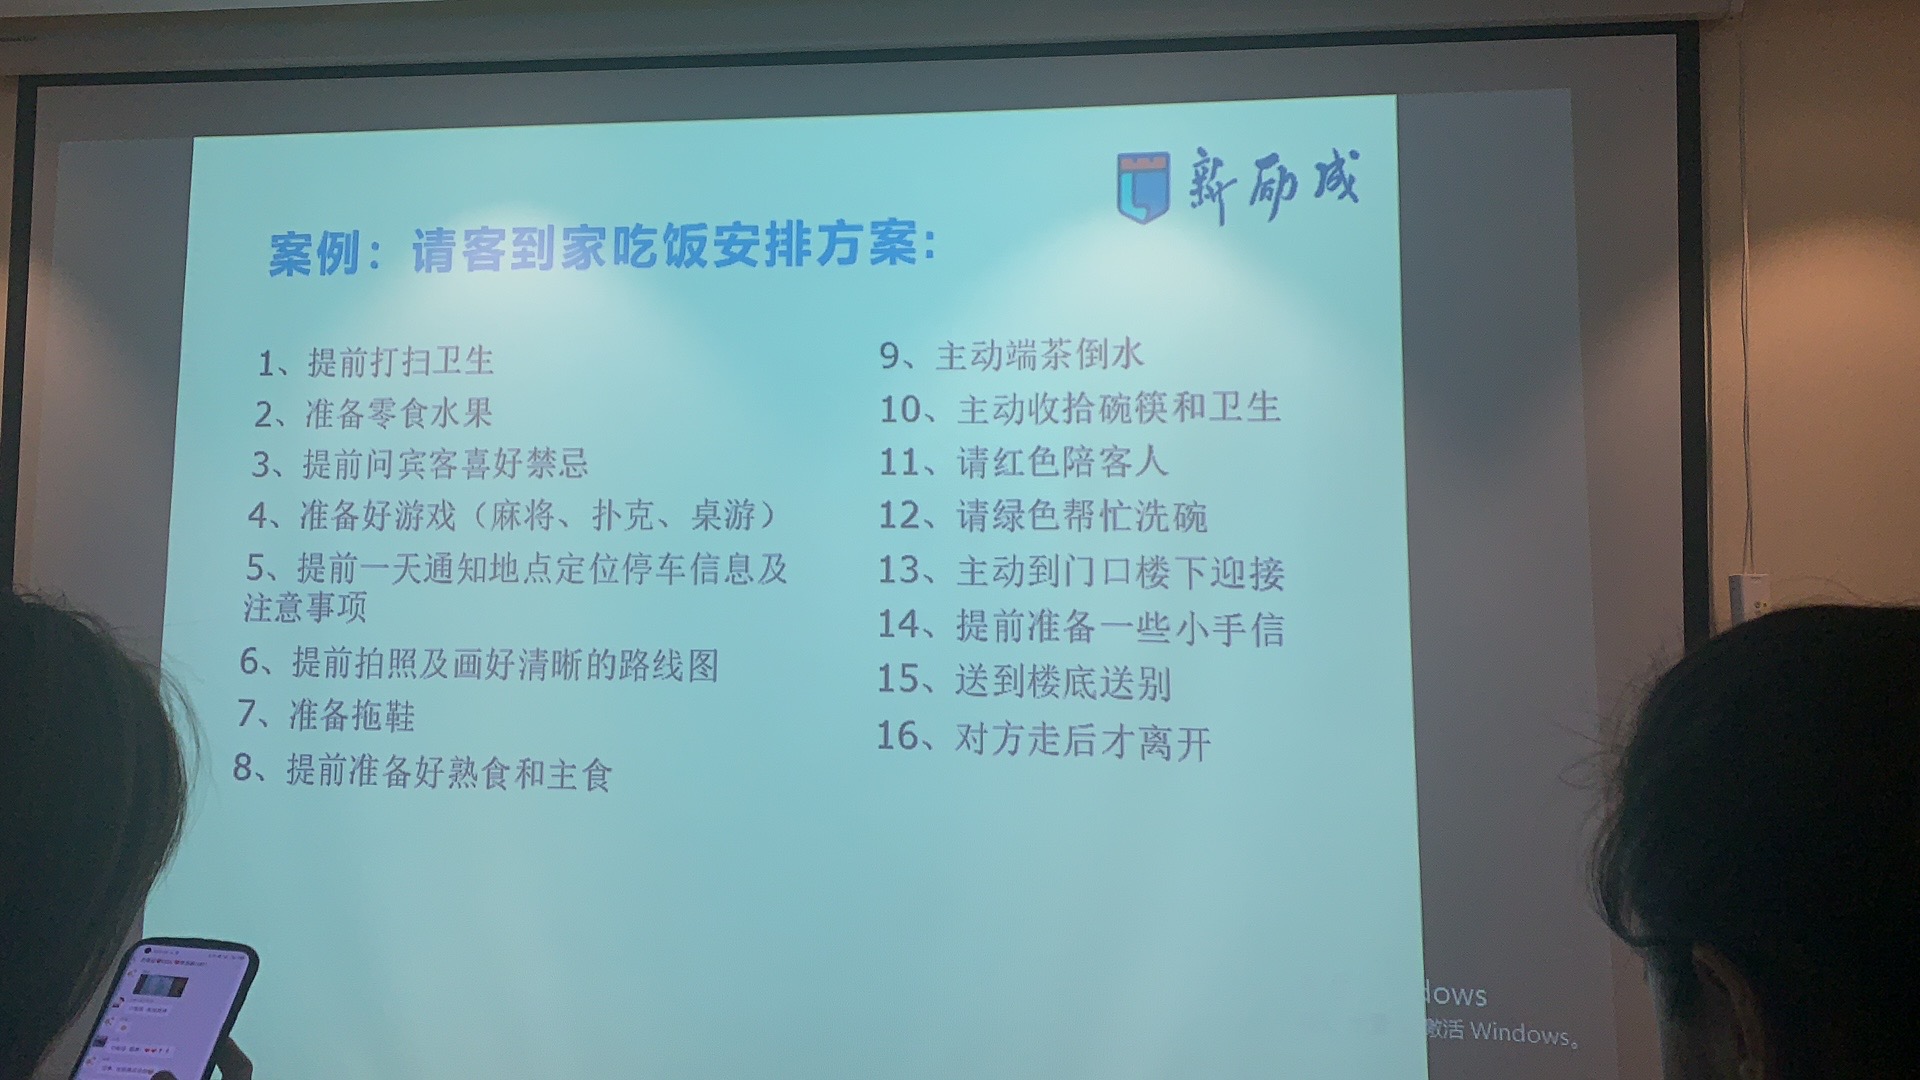 新励成
案例：请客到家吃饭安排方案：
1、提前打扫卫生
2、准备零食水果
3、提前问宾客喜好禁忌
4、准备好游戏（麻将、扑克、桌游）
5、提前一天通知地点定位停车信息及
注意事项
6、提前拍照及画好清晰的路线图
7、准备拖鞋
8、提前准备好熟食和主食
9、主动端茶倒水
10、主动收拾碗筷和卫生
11、请红色陪客人
12、请绿色帮忙洗碗
13、主动到门口楼下迎接
14、提前准备一些小手信
15、送到楼底送别
16、对方走后才离开
dows
激活 Windows。